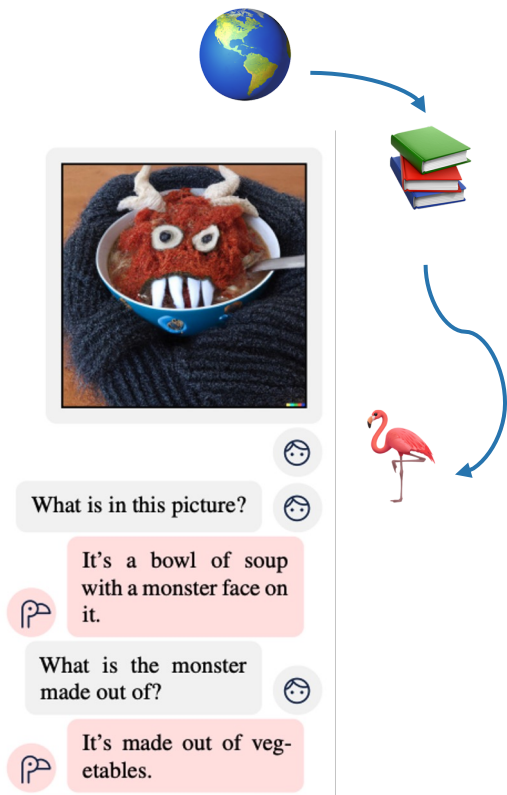 What is in this picture?
It's a bowl of soup
with a monster face on
it.
What is the monster
made out of?
It's made out of veg-
etables.